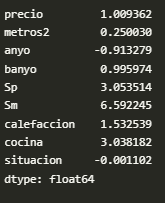 precio 1.009362
metros2 0.250030
anyo -0.913279
banyo 0.995974
Sp 3.053514
Sm 6.592245
calefaccion 1.532539
cocina 3.038182
situacion -0.001102
dtype: float64